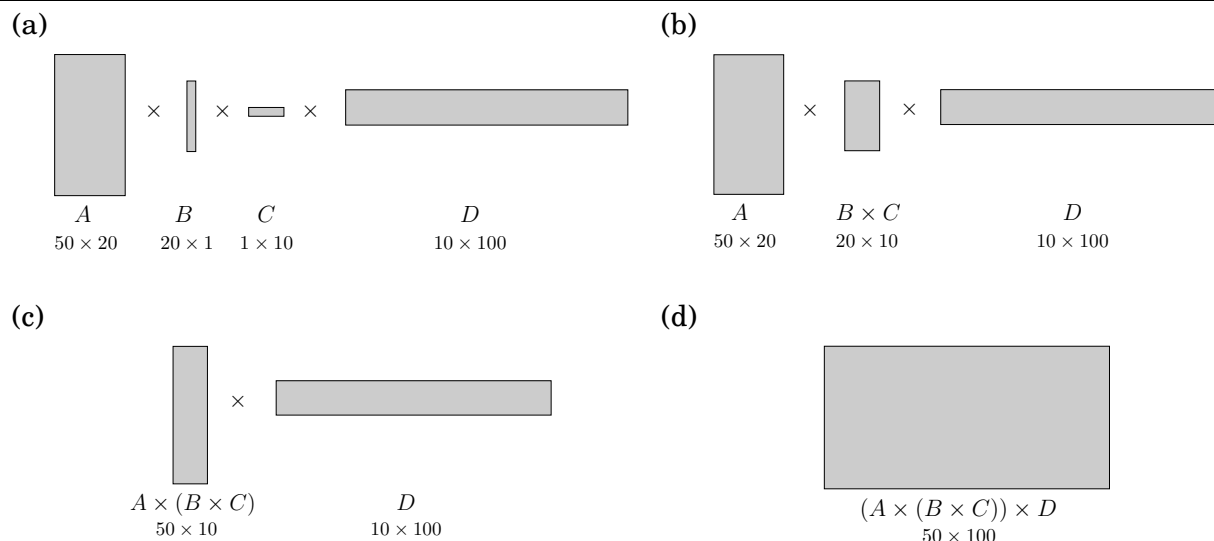 (a)
× × ×
A B C D
50 × 20 20 × 1 1 × 10 10 × 100
(b)
× ×
A B × C D
50 × 20 20 × 10 10 × 100
(c)
×
A × (B × C) D
50 × 10 10 × 100
(d)
(A × (B × C)) × D
50 × 100